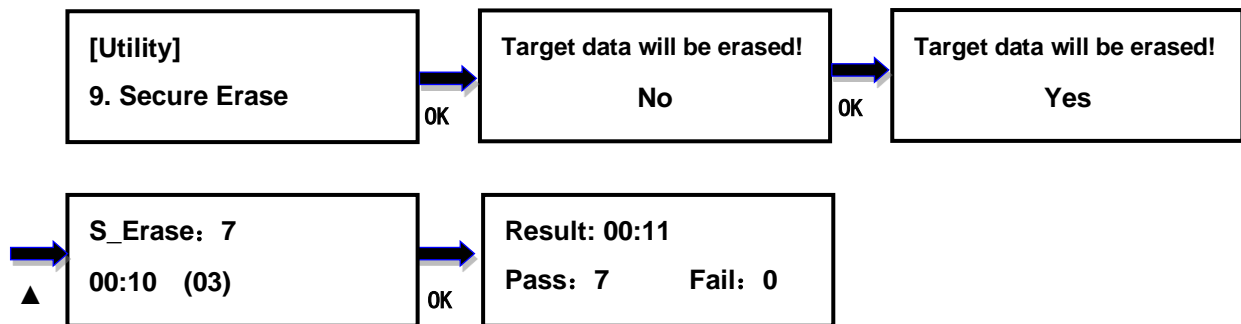 [Utility]
9. Secure Erase
OK
Target data will be erased!
No
OK
Target data will be erased!
Yes
▲
S_Erase：7
00:10 (03)
OK
Result: 00:11
Pass：7 Fail：0